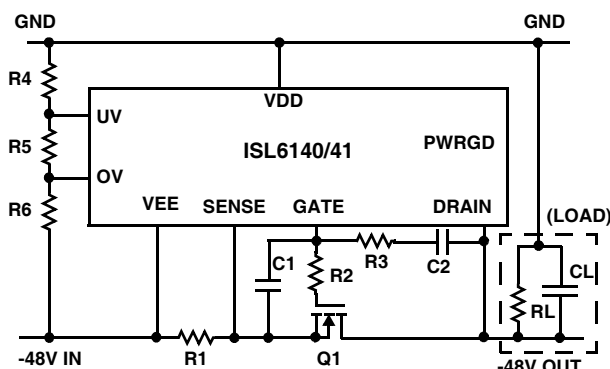 GND
GND
R4
VDD
UV
R5
ISL6140/41
PWRGD
OV
R6
VEE
SENSE
GATE
DRAIN
(LOAD)
C1
R2
R3
C2
CL
RL
-48V IN
R1
Q1
-48V OUT